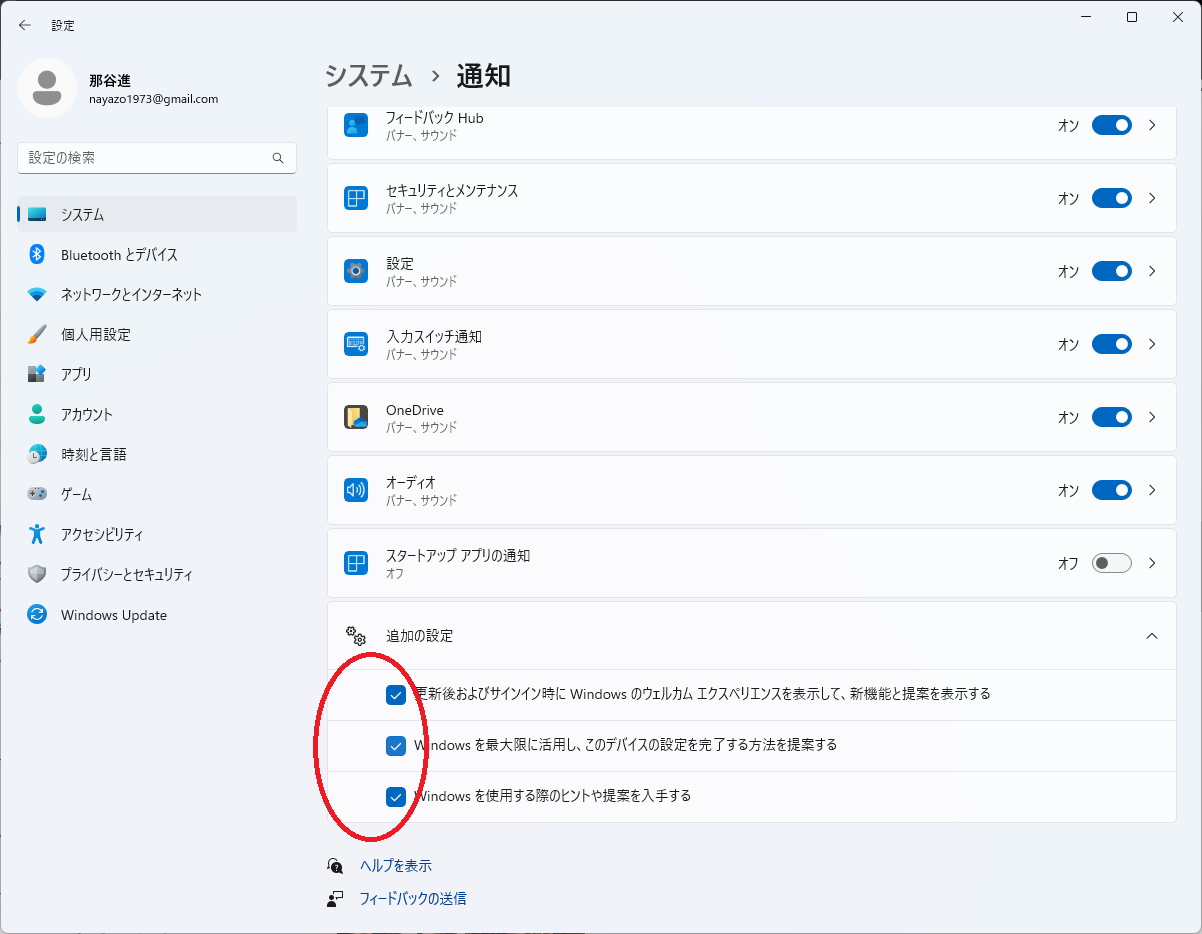 設定
那谷進
nayazo1973@gmail.com
設定の検索
システム
Bluetooth とデバイス
ネットワークとインターネット
個人用設定
アプリ
アカウント
時刻と言語
ゲーム
アクセシビリティ
プライバシーとセキュリティ
Windows Update
システム › 通知
フィードバック Hub
バナー、サウンド
オン
セキュリティとメンテナンス
バナー、サウンド
オン
設定
バナー、サウンド
オン
入力スイッチ通知
バナー、サウンド
オン
OneDrive
バナー、サウンド
オン
オーディオ
バナー、サウンド
オン
スタートアップ アプリの通知
オフ
オフ
追加の設定
更新後およびサインイン時に Windows のウェルカム エクスペリエンスを表示して、新機能と提案を表示する
Windows を最大限に活用し、このデバイスの設定を完了する方法を提案する
Windows を使用する際のヒントや提案を入手する
ヘルプを表示
フィードバックの送信